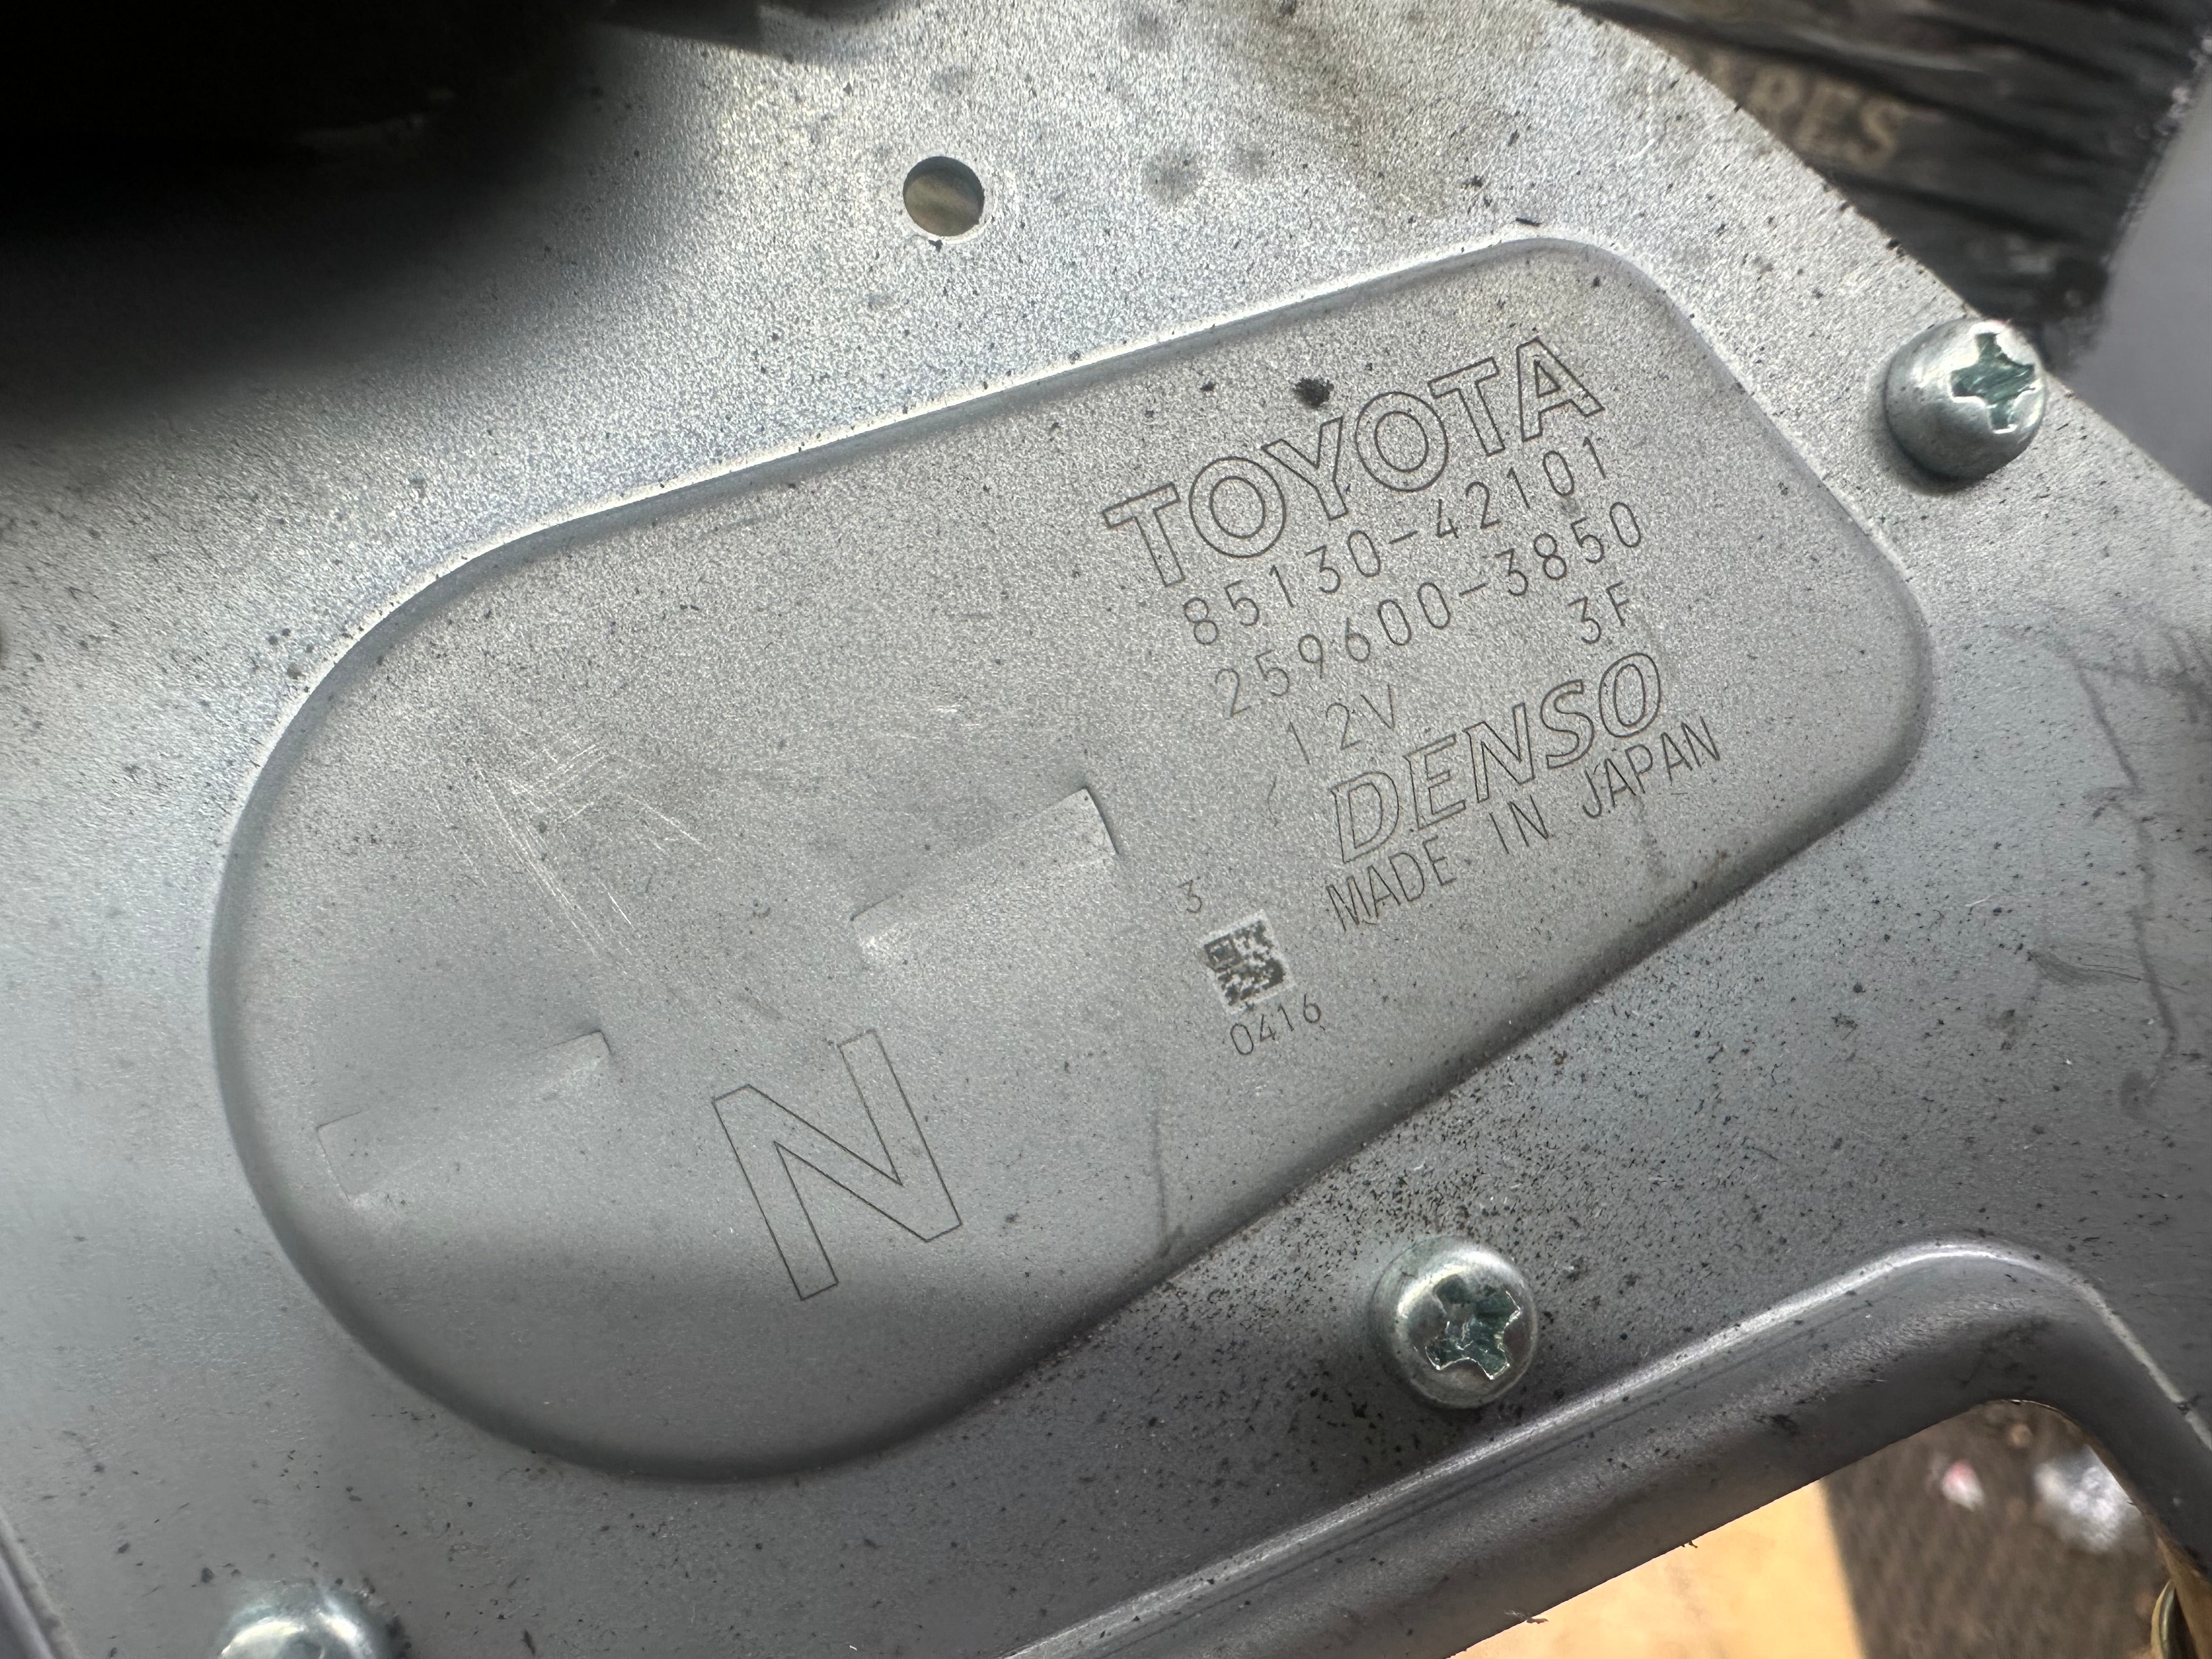 TOYOTA
85130-42101
259600-3850
12V 3F
DENSO
MADE IN JAPAN
3
0416
N